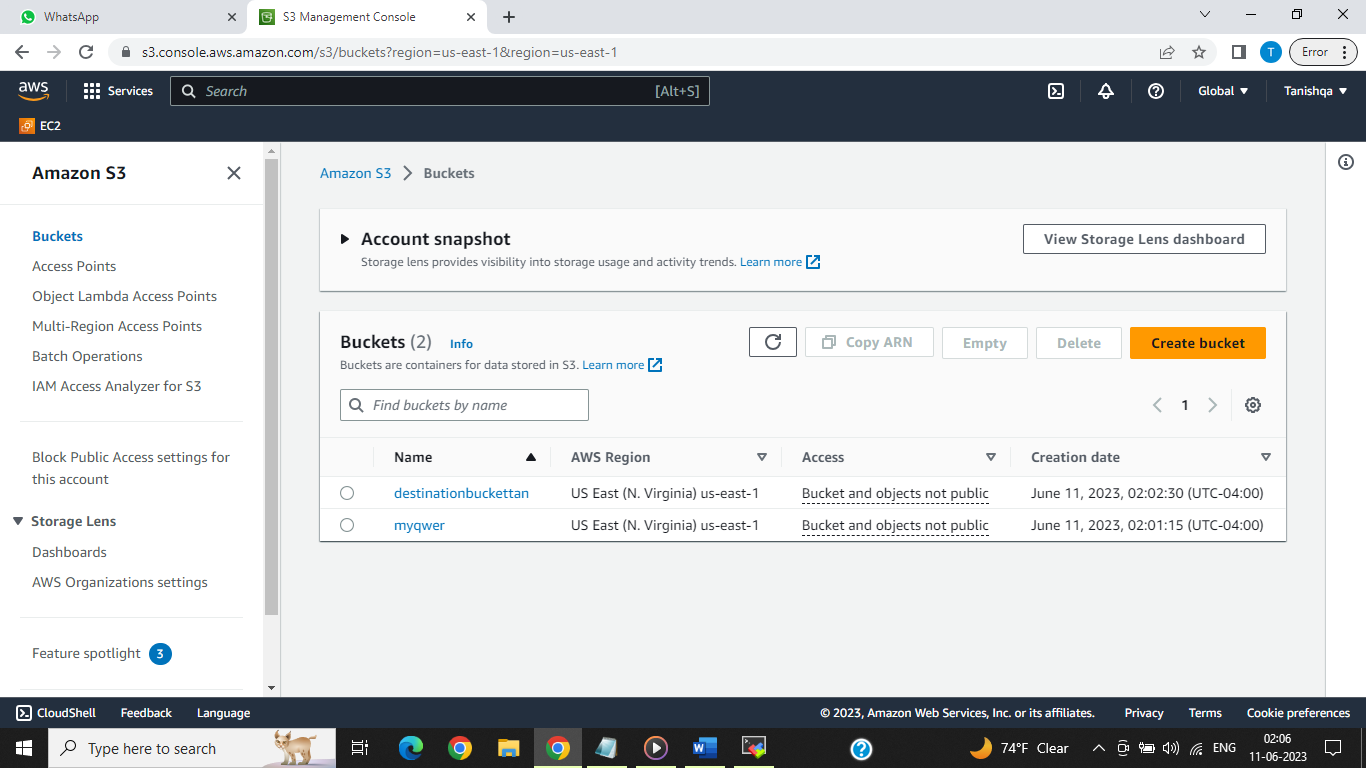 WhatsApp
S3 Management Console
s3.console.aws.amazon.com/s3/buckets?region=us-east-1&region=us-east-1
T
Error
aws
Services
Search
[Alt+S]
Global
Tanishqa
EC2
Amazon S3
Buckets
Access Points
Object Lambda Access Points
Multi-Region Access Points
Batch Operations
IAM Access Analyzer for S3
Block Public Access settings for
this account
Storage Lens
Dashboards
AWS Organizations settings
Feature spotlight 3
Amazon S3 > Buckets
Account snapshot
Storage lens provides visibility into storage usage and activity trends. Learn more
View Storage Lens dashboard
Buckets (2) Info
Buckets are containers for data stored in S3. Learn more
Copy ARN
Empty
Delete
Create bucket
Find buckets by name
1
Name AWS Region Access Creation date
destinationbuckettan US East (N. Virginia) us-east-1 Bucket and objects not public June 11, 2023, 02:02:30 (UTC-04:00)
myqwer US East (N. Virginia) us-east-1 Bucket and objects not public June 11, 2023, 02:01:15 (UTC-04:00)
CloudShell Feedback Language © 2023, Amazon Web Services, Inc. or its affiliates. Privacy Terms Cookie preferences
Type here to search
74°F Clear
ENG
02:06
11-06-2023